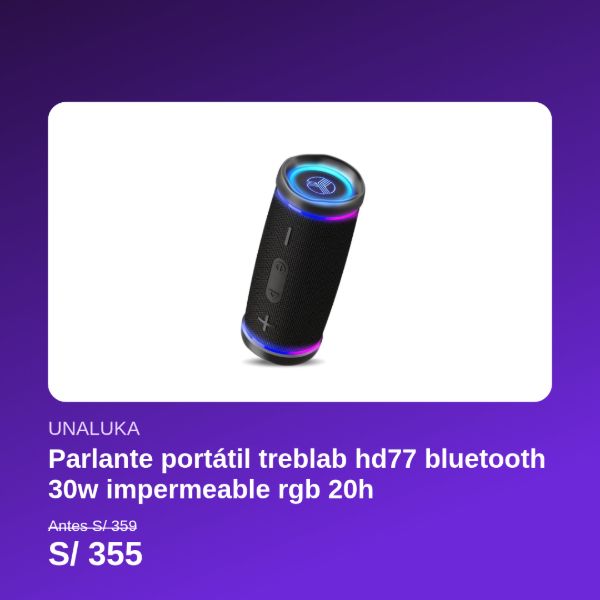 UNALUKA
Parlante portátil treblab hd77 bluetooth
30w impermeable rgb 20h
Antes S/ 359
S/ 355